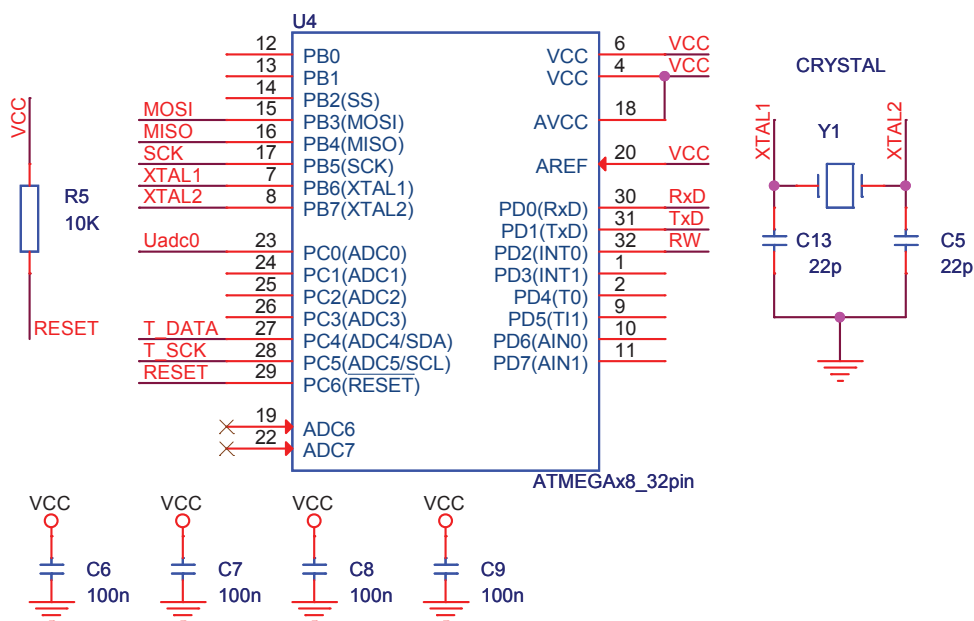 U4
12 PB0
13 PB1
14 PB2(SS)
MOSI 15 PB3(MOSI)
MISO 16 PB4(MISO)
SCK 17 PB5(SCK)
XTAL1 7 PB6(XTAL1)
XTAL2 8 PB7(XTAL2)
Uadc0 23 PC0(ADC0)
24 PC1(ADC1)
25 PC2(ADC2)
26 PC3(ADC3)
T_DATA 27 PC4(ADC4/SDA)
T_SCK 28 PC5(ADC5/SCL)
RESET 29 PC6(RESET)
19 ADC6
22 ADC7
VCC 6 VCC
VCC 4 VCC
AVCC 18
AREF 20 VCC
PD0(RxD) 30 RxD
PD1(TxD) 31 TxD
PD2(INT0) 32 RW
PD3(INT1) 1
PD4(T0) 2
PD5(TI1) 9
PD6(AIN0) 10
PD7(AIN1) 11
ATMEGAx8_32pin
VCC
R5
10K
RESET
CRYSTAL
XTAL1
Y1
XTAL2
C13
22p
C5
22p
VCC
C6
100n
VCC
C7
100n
VCC
C8
100n
VCC
C9
100n